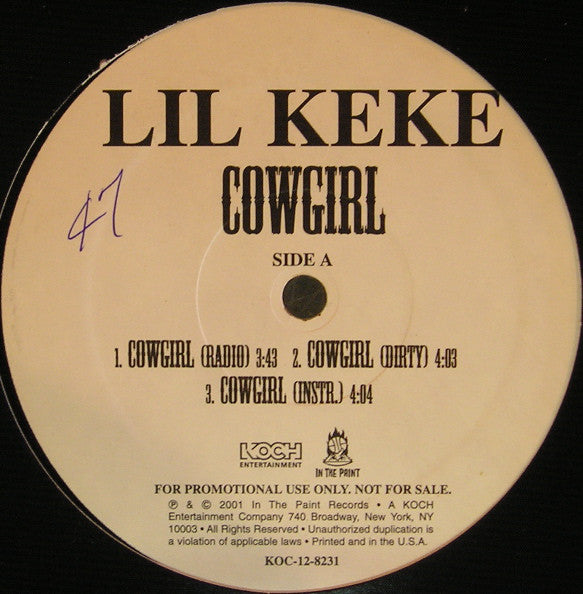 LIL KEKE
COWGIRL
47
SIDE A
1. COWGIRL (RADIO) 3:43 2. COWGIRL (DIRTY) 4:03
3. COWGIRL (INSTR.) 4:04
KOCH
ENTERTAINMENT
IN THE PAINT
FOR PROMOTIONAL USE ONLY. NOT FOR SALE.
℗ & © 2001 In The Paint Records • A KOCH
Entertainment Company 740 Broadway, New York, NY
10003 • All Rights Reserved • Unauthorized duplication is
a violation of applicable laws • Printed and in the U.S.A.
KOC-12-8231